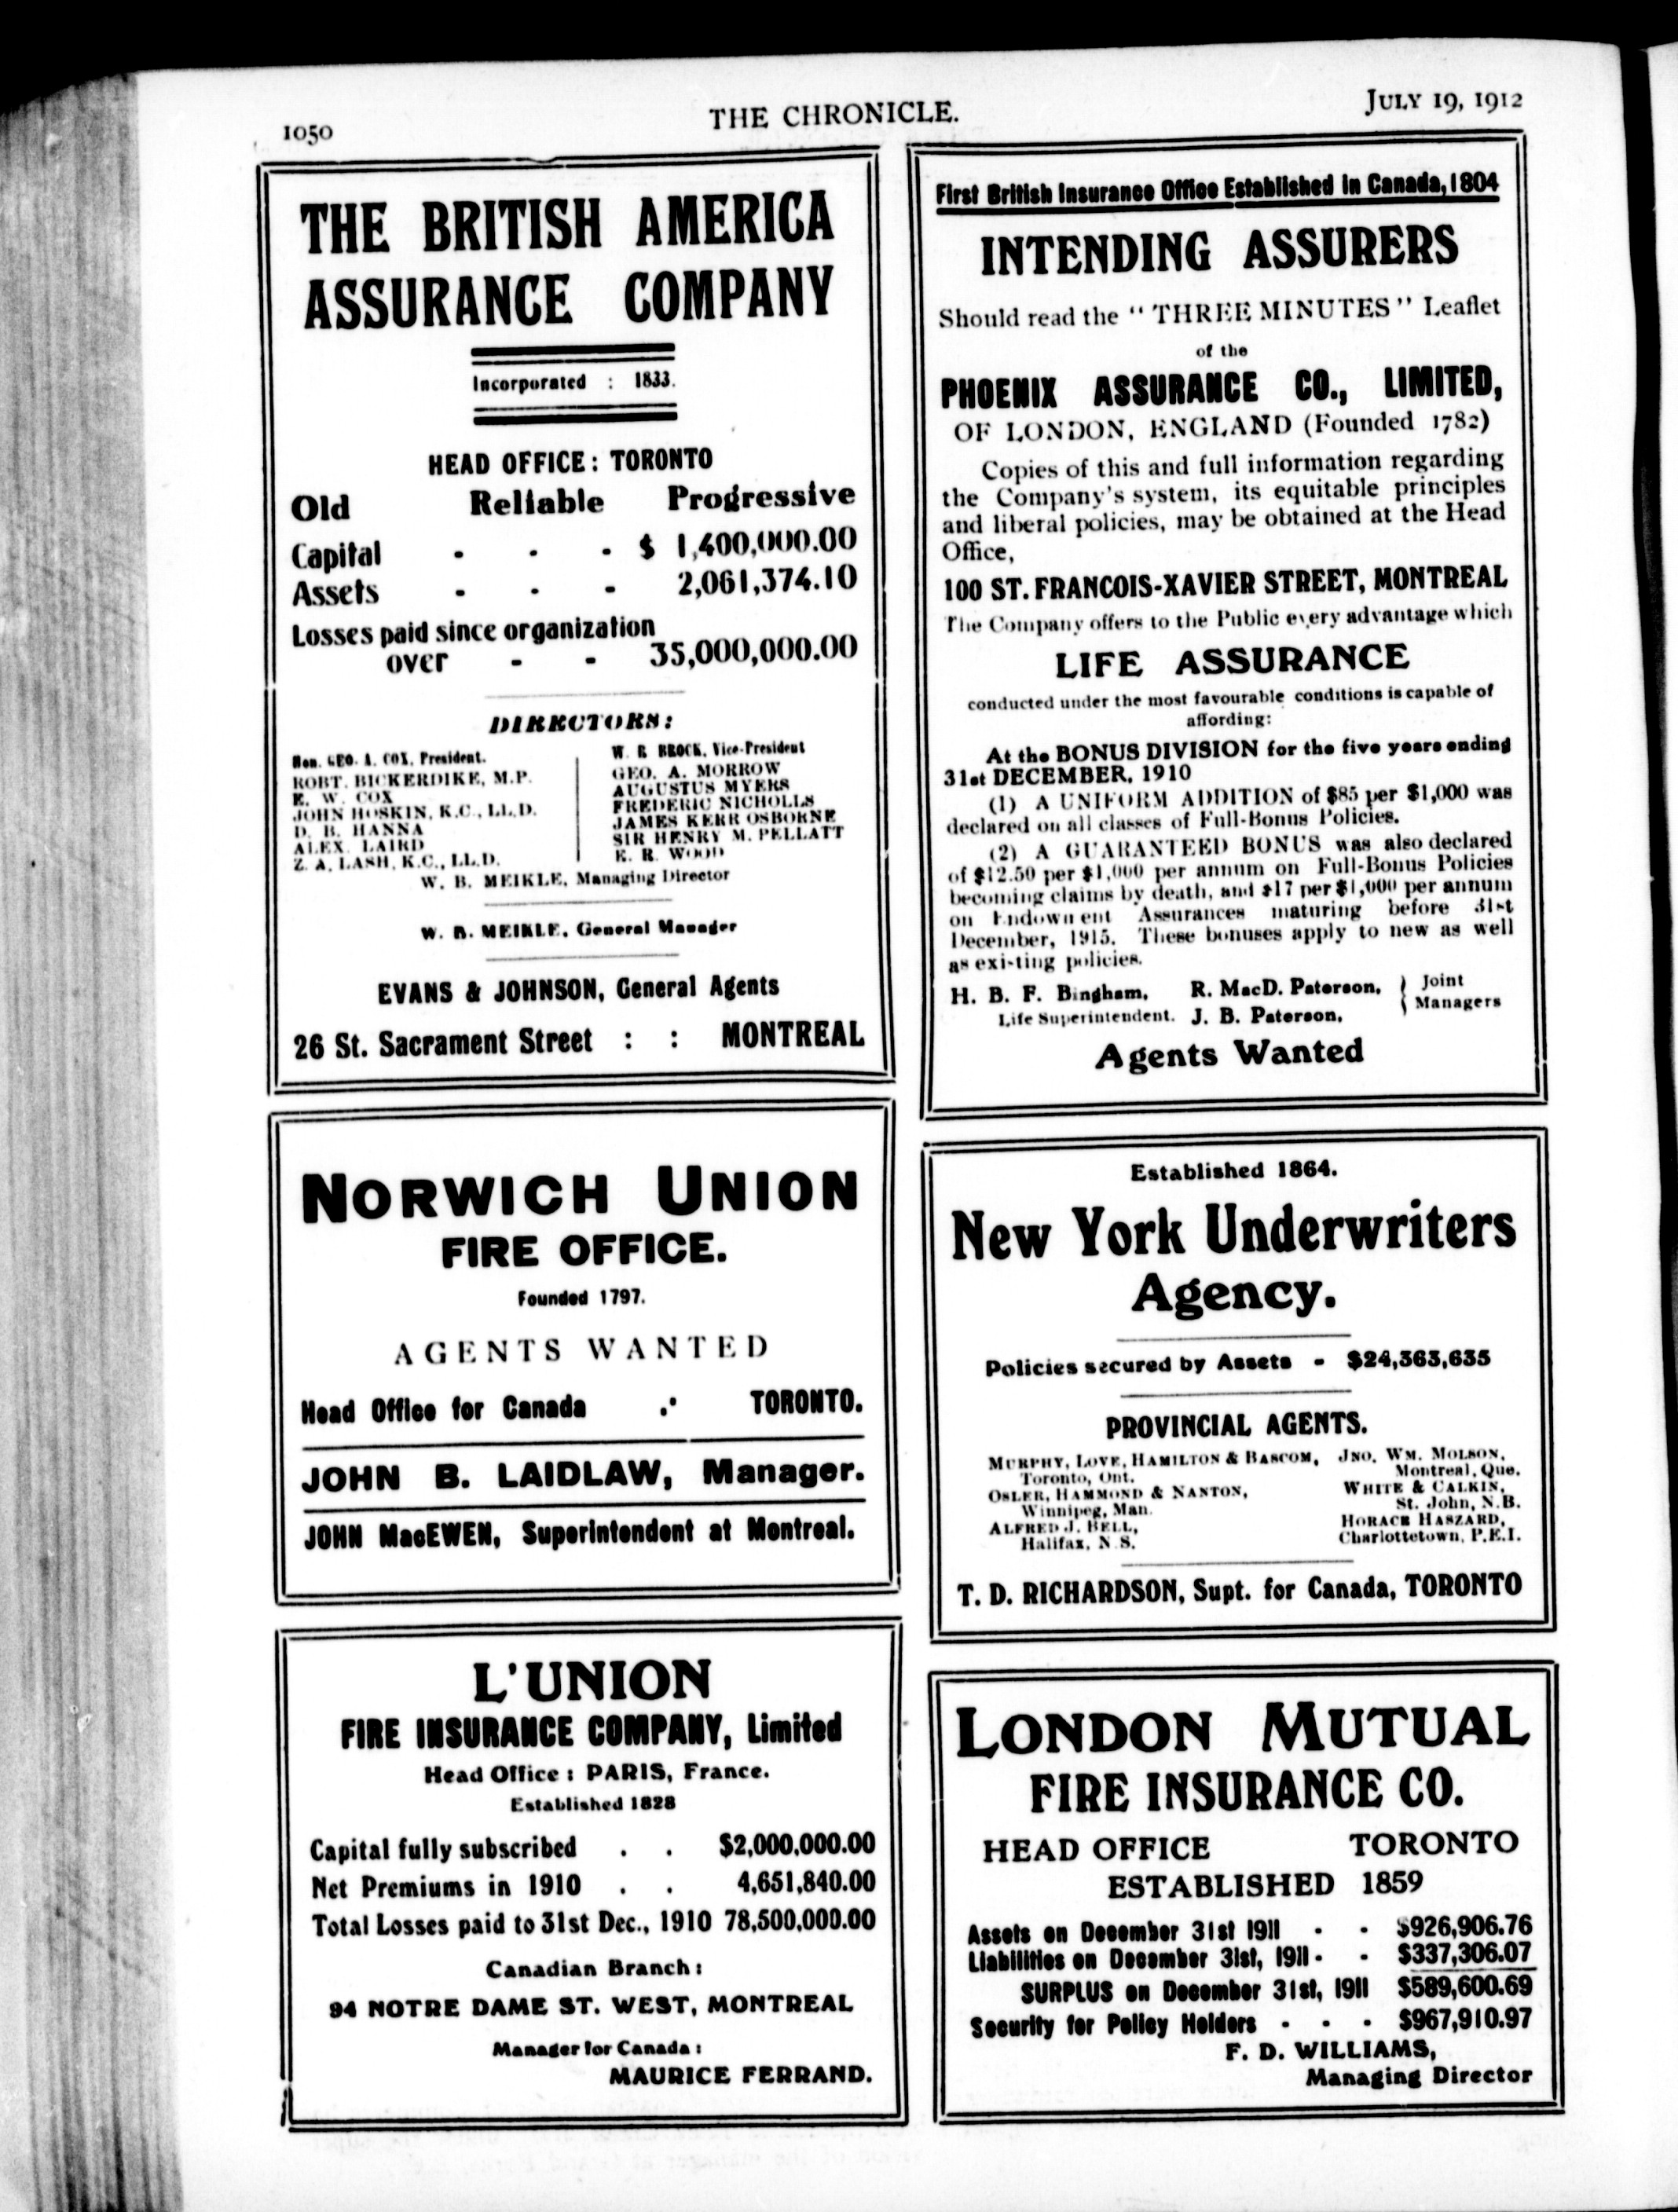 1050
THE CHRONICLE.
JULY 19, 1912
THE BRITISH AMERICA
ASSURANCE COMPANY
Incorporated : 1833.
HEAD OFFICE: TORONTO
Old Reliable Progressive
Capital - - - $ 1,400,000.00
Assets - - - 2,061,374.10
Losses paid since organization
over - - 35,000,000.00
DIRECTORS:
Hon. GEO. A. COX, President.
ROBT. BICKERDIKE, M.P.
E. W. COX
JOHN HOSKIN, K.C., LL.D.
D. B. HANNA
ALEX. LAIRD
Z. A. LASH, K.C., LL.D.
W. R. BROCK, Vice-President
GEO. A. MORROW
AUGUSTUS MYERS
FREDERIC NICHOLLS
JAMES KERR OSBORNE
SIR HENRY M. PELLATT
E. R. WOOD
W. B. MEIKLE, Managing Director
W. B. MEIKLE, General Manager
EVANS & JOHNSON, General Agents
26 St. Sacrament Street : : MONTREAL
First British Insurance Office Established in Canada, 1804
INTENDING ASSURERS
Should read the "THREE MINUTES" Leaflet
of the
PHOENIX ASSURANCE CO., LIMITED,
OF LONDON, ENGLAND (Founded 1782)
Copies of this and full information regarding
the Company's system, its equitable principles
and liberal policies, may be obtained at the Head
Office,
100 ST. FRANCOIS-XAVIER STREET, MONTREAL
The Company offers to the Public every advantage which
LIFE ASSURANCE
conducted under the most favourable conditions is capable of
affording:
At the BONUS DIVISION for the five years ending
31st DECEMBER, 1910
(1) A UNIFORM ADDITION of $85 per $1,000 was
declared on all classes of Full-Bonus Policies.
(2) A GUARANTEED BONUS was also declared
of $12.50 per $1,000 per annum on Full-Bonus Policies
becoming claims by death, and $17 per $1,000 per annum
on Endowment Assurances maturing before 31st
December, 1915. These bonuses apply to new as well
as existing policies.
H. B. F. Bingham, R. MacD. Paterson, } Joint
Life Superintendent. J. B. Paterson, } Managers
Agents Wanted
NORWICH UNION
FIRE OFFICE.
Founded 1797.
AGENTS WANTED
Head Office for Canada .· TORONTO.
JOHN B. LAIDLAW, Manager.
JOHN MacEWEN, Superintendent at Montreal.
Established 1864.
New York Underwriters
Agency.
Policies secured by Assets - $24,363,635
PROVINCIAL AGENTS.
MURPHY, LOVE, HAMILTON & BASCOM,
Toronto, Ont.
OSLER, HAMMOND & NANTON,
Winnipeg, Man.
ALFRED J. BELL,
Halifax, N.S.
JNO. WM. MOLSON,
Montreal, Que.
WHITE & CALKIN,
St. John, N.B.
HORACE HASZARD,
Charlottetown, P.E.I.
T. D. RICHARDSON, Supt. for Canada, TORONTO
L'UNION
FIRE INSURANCE COMPANY, Limited
Head Office : PARIS, France.
Established 1828
Capital fully subscribed . . $2,000,000.00
Net Premiums in 1910 . . 4,651,840.00
Total Losses paid to 31st Dec., 1910 78,500,000.00
Canadian Branch :
94 NOTRE DAME ST. WEST, MONTREAL
Manager for Canada :
MAURICE FERRAND.
LONDON MUTUAL
FIRE INSURANCE CO.
HEAD OFFICE TORONTO
ESTABLISHED 1859
Assets on December 31st 1911 - - $926,906.76
Liabilities on December 31st, 1911 - - $337,306.07
SURPLUS on December 31st, 1911 $589,600.69
Security for Policy Holders - - - $967,910.97
F. D. WILLIAMS,
Managing Director